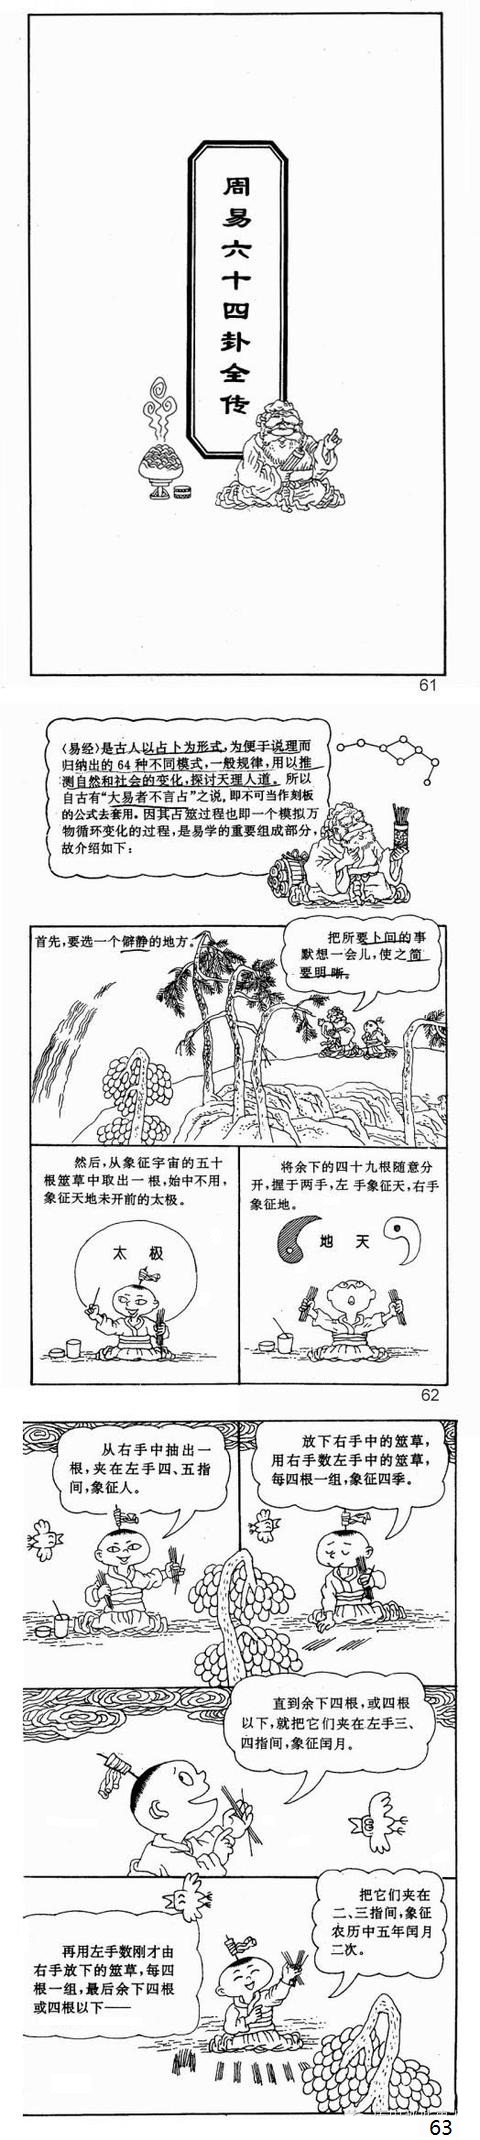 周易六十四卦全传
61
《易经》是古人以占卜为形式,为便于说理而
归纳出的64种不同模式,一般规律,用以推
测自然和社会的变化,探讨天理人道。所以
自古有“大易者不言占”之说,即不可当作刻板
的公式去套用。因其占筮过程也即一个模拟万
物循环变化的过程,是易学的重要组成部分,
故介绍如下:
首先,要选一个僻静的地方。
把所要卜问的事
默想一会儿,使之简
要明晰。
然后,从象征宇宙的五十
根筮草中取出一根,始中不用,
象征天地未开前的太极。
太极
将余下的四十九根随意分
开,握于两手,左手象征天,右手
象征地。
地天
62
从右手中抽出一
根,夹在左手四、五指
间,象征人。
放下右手中的筮草,
用右手数左手中的筮草,
每四根一组,象征四季。
直到余下四根,或四根
以下,就把它们夹在左手三、
四指间,象征闰月。
再用左手数刚才由
右手放下的筮草,每四
根一组,最后余下四根
或四根以下——
把它们夹在
二、三指间,象征
农历中五年闰月
二次。
63